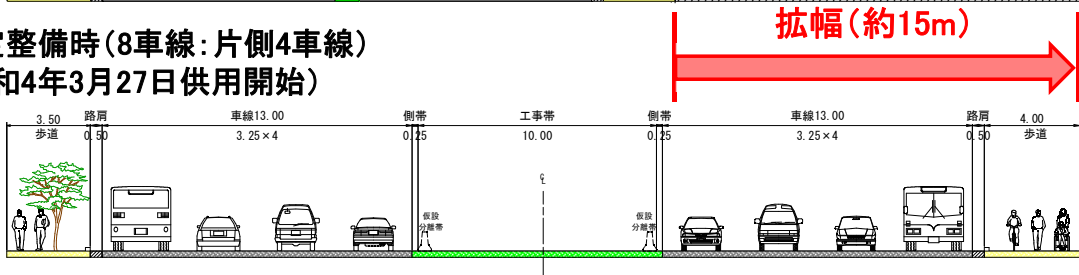 拡幅（約15m）
整備時（8車線：片側4車線）
和4年3月27日供用開始）
3.50 路肩 車線13.00 側帯 工事帯 側帯 車線13.00 路肩 4.00
歩道 0.50 3.25×4 0.25 10.00 0.25 3.25×4 0.50 歩道
仮設 仮設
分離帯 分離帯